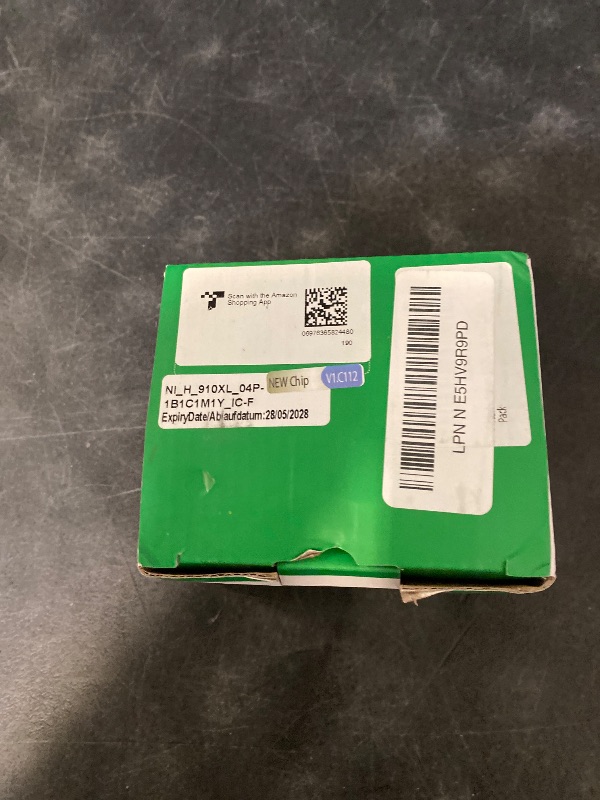 Scan with the Amazon
Shopping App
06976365824480
190
NI_H_910XL_04P-
1B1C1M1Y_IC-F
ExpiryDate/Ablaufdatum:28/05/2028
NEW Chip
V1.C112
LPN N E5HV9R9PD
Pack